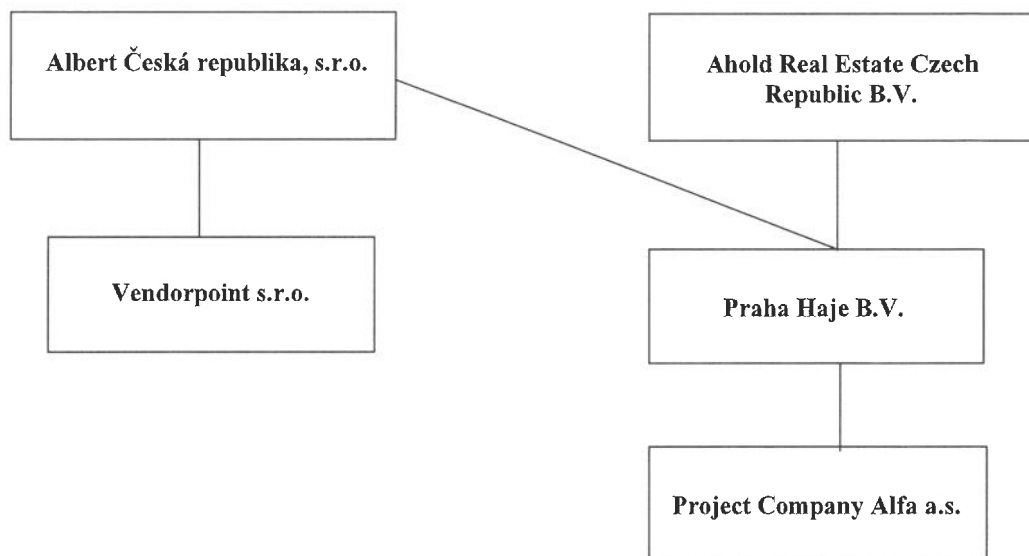 Albert Česká republika, s.r.o.
Ahold Real Estate Czech
Republic B.V.
Vendorpoint s.r.o.
Praha Haje B.V.
Project Company Alfa a.s.